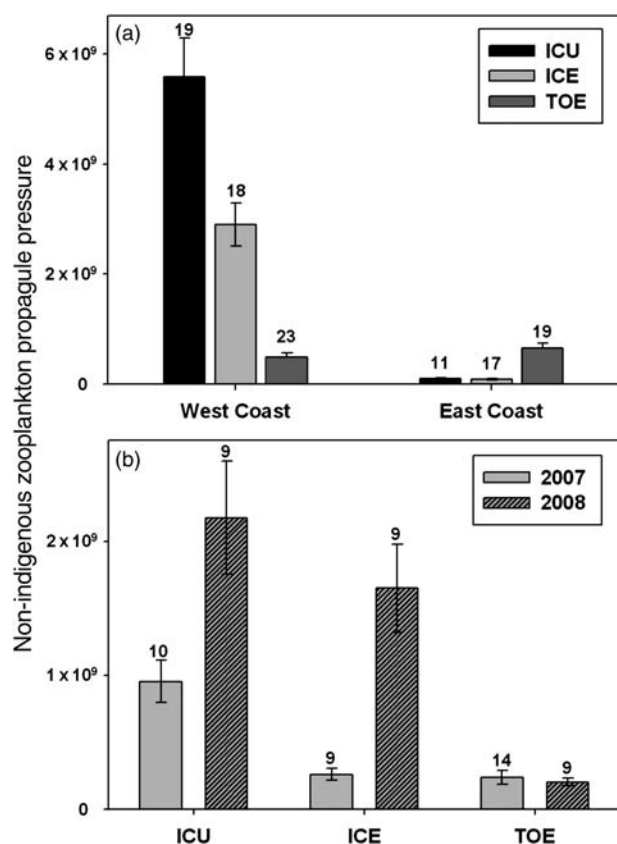 Non-indigenous zooplankton propagule pressure
(a)
ICU
ICE
TOE
6 x 10⁹
4 x 10⁹
2 x 10⁹
0
19
18
23
11
17
19
West Coast
East Coast
(b)
2007
2008
2 x 10⁹
1 x 10⁹
0
10
9
9
9
14
9
ICU
ICE
TOE